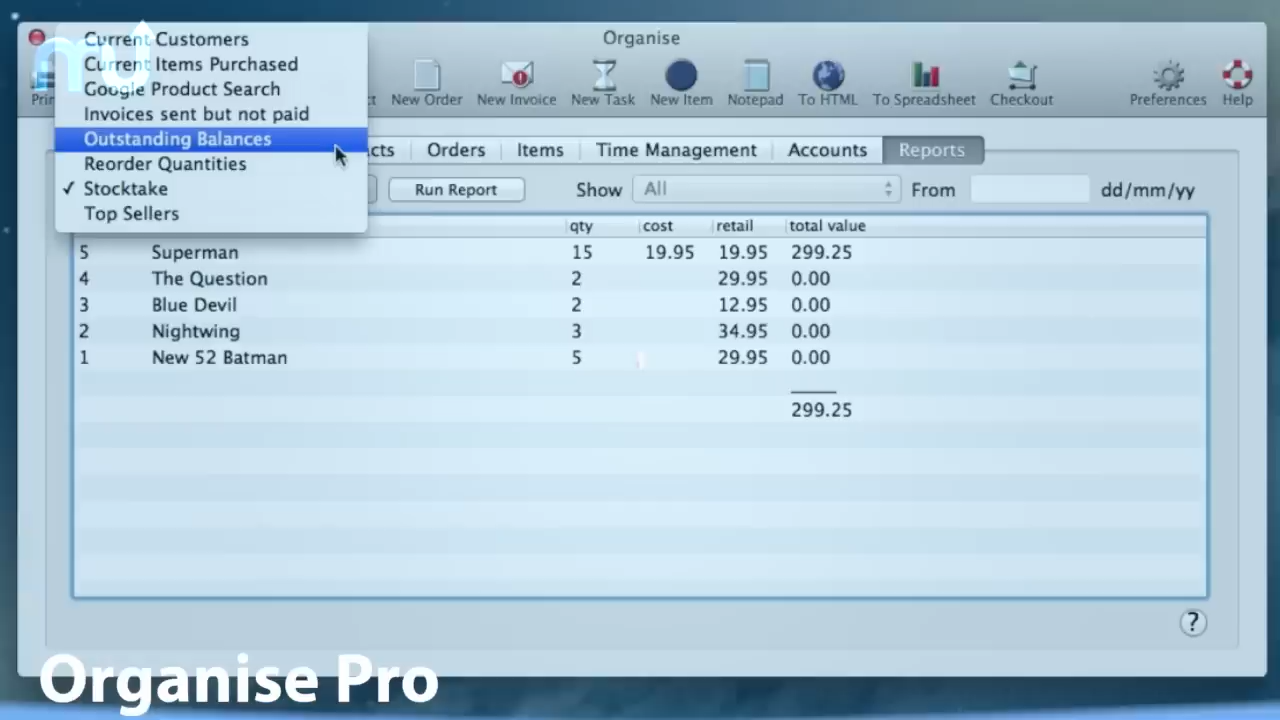 Organise
Current Customers
Current Items Purchased
Google Product Search
Invoices sent but not paid
Outstanding Balances
Reorder Quantities
✓ Stocktake
Top Sellers
New Order New Invoice New Task New Item Notepad To HTML To Spreadsheet Checkout Preferences Help
Orders Items Time Management Accounts Reports
Run Report Show All From dd/mm/yy
qty cost retail total value
5 Superman 15 19.95 19.95 299.25
4 The Question 2 29.95 0.00
3 Blue Devil 2 12.95 0.00
2 Nightwing 3 34.95 0.00
1 New 52 Batman 5 29.95 0.00
299.25
?
Organise Pro